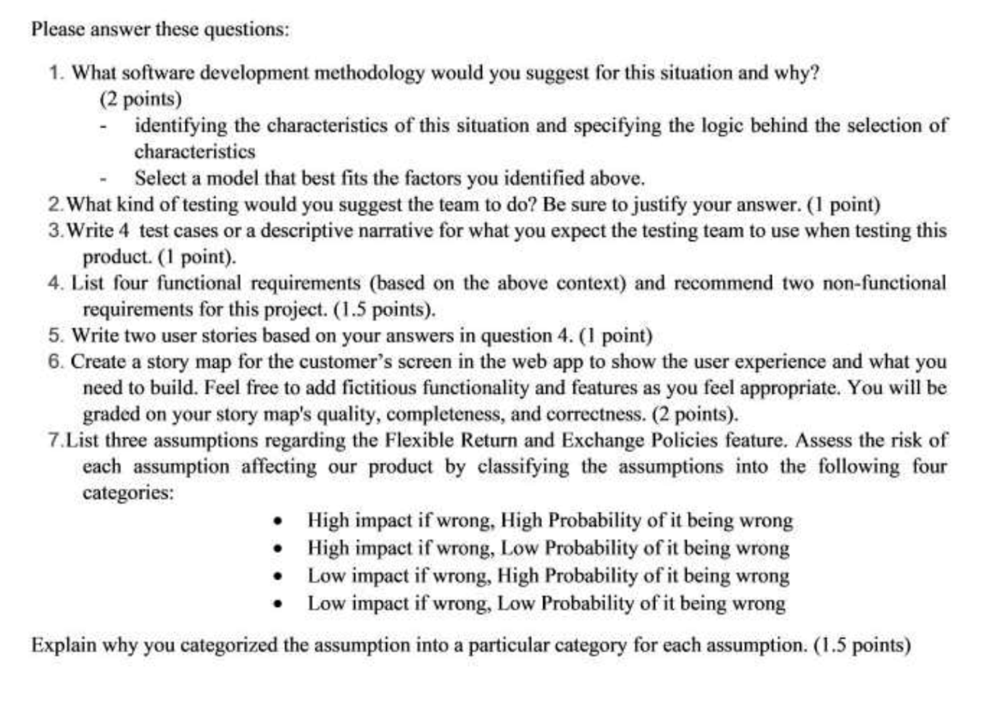 Please answer these questions:
1. What software development methodology would you suggest for this situation and why?
(2 points)
- identifying the characteristics of this situation and specifying the logic behind the selection of
characteristics
- Select a model that best fits the factors you identified above.
2.What kind of testing would you suggest the team to do? Be sure to justify your answer. (1 point)
3.Write 4 test cases or a descriptive narrative for what you expect the testing team to use when testing this
product. (1 point).
4. List four functional requirements (based on the above context) and recommend two non-functional
requirements for this project. (1.5 points).
5. Write two user stories based on your answers in question 4. (1 point)
6. Create a story map for the customer's screen in the web app to show the user experience and what you
need to build. Feel free to add fictitious functionality and features as you feel appropriate. You will be
graded on your story map's quality, completeness, and correctness. (2 points).
7.List three assumptions regarding the Flexible Return and Exchange Policies feature. Assess the risk of
each assumption affecting our product by classifying the assumptions into the following four
categories:
• High impact if wrong, High Probability of it being wrong
• High impact if wrong, Low Probability of it being wrong
• Low impact if wrong, High Probability of it being wrong
• Low impact if wrong, Low Probability of it being wrong
Explain why you categorized the assumption into a particular category for each assumption. (1.5 points)